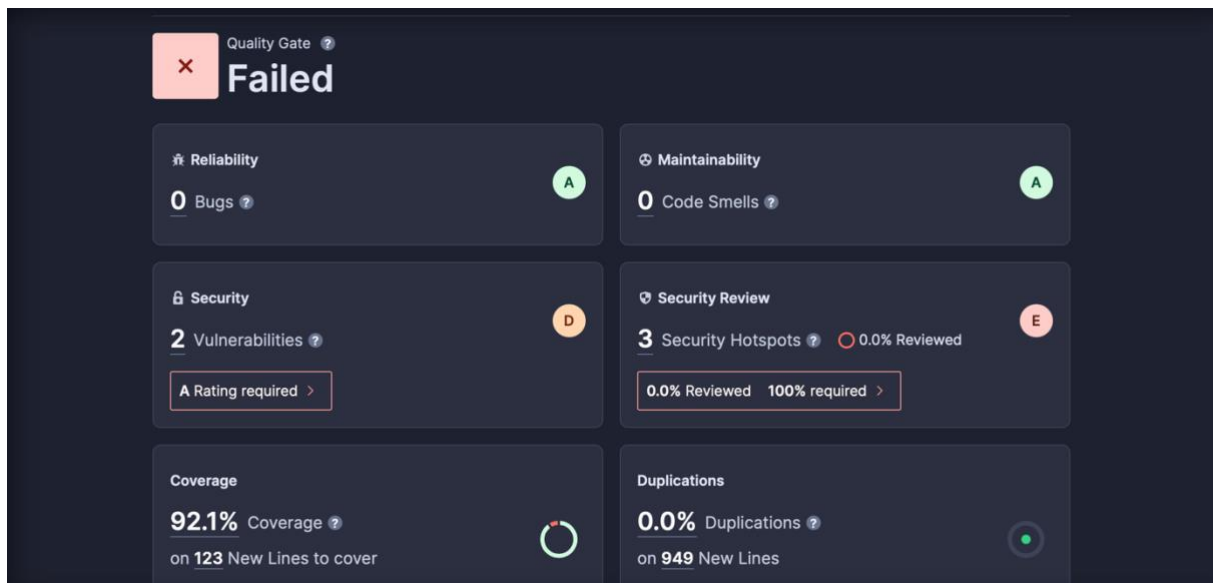 Quality Gate ?
Failed
Reliability
0 Bugs ?
A
Maintainability
0 Code Smells ?
A
Security
2 Vulnerabilities ?
D
A Rating required >
Security Review
3 Security Hotspots ? 0.0% Reviewed
E
0.0% Reviewed 100% required >
Coverage
92.1% Coverage ?
on 123 New Lines to cover
Duplications
0.0% Duplications ?
on 949 New Lines